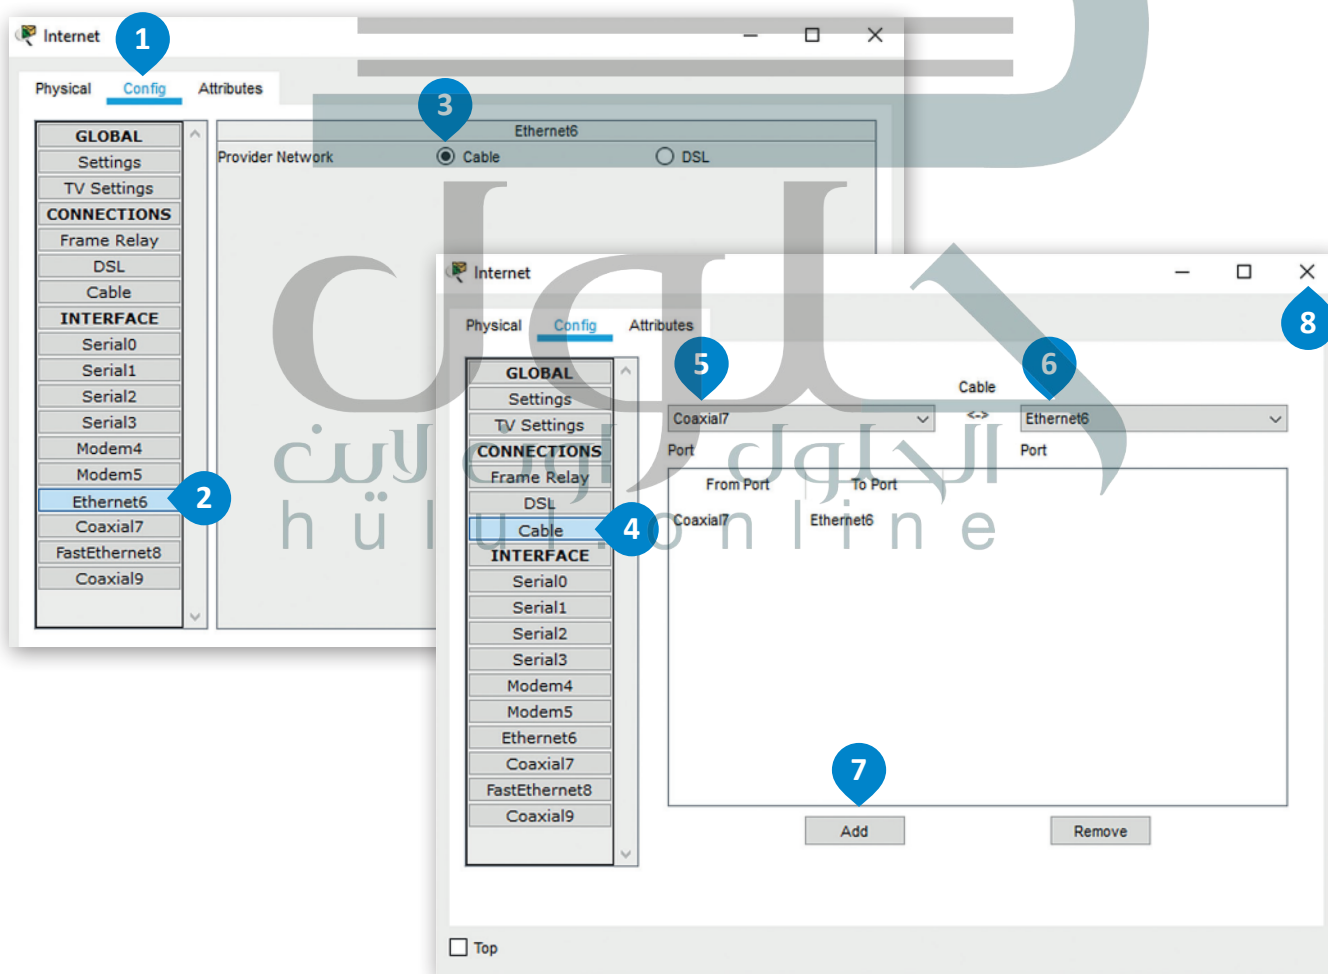 Internet
1
Physical Config Attributes
3
GLOBAL
Settings
TV Settings
CONNECTIONS
Frame Relay
DSL
Cable
INTERFACE
Serial0
Serial1
Serial2
Serial3
Modem4
Modem5
Ethernet6
2
Coaxial7
FastEthernet8
Coaxial9
Ethernet6
Provider Network Cable DSL
Internet
8
Physical Config Attributes
5
6
GLOBAL
Settings
TV Settings
CONNECTIONS
Frame Relay
DSL
Cable
4
INTERFACE
Serial0
Serial1
Serial2
Serial3
Modem4
Modem5
Ethernet6
Coaxial7
FastEthernet8
Coaxial9
Cable
Coaxial7 <-> Ethernet6
Port Port
From Port To Port
Coaxial7 Ethernet6
7
Add Remove
Top
حلول
الحلول اون لاين
hülul.online